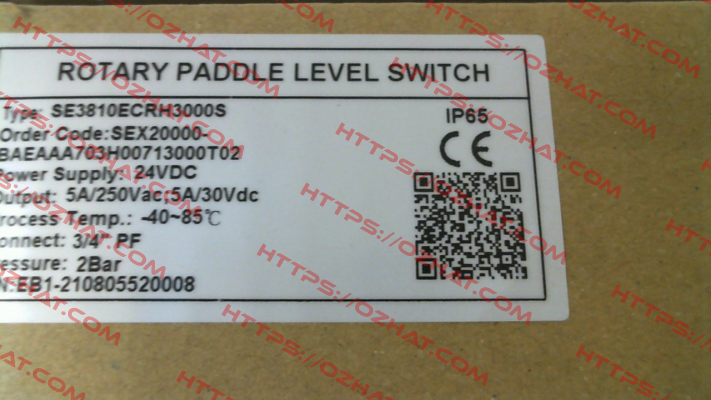 ROTARY PADDLE LEVEL SWITCH
Type: SE3810ECRH3000S
Order Code:SEX20000-
BAEAAA703H00713000T02
Power Supply: 24VDC
Output: 5A/250Vac;5A/30Vdc
rocess Temp.: -40~85℃
onnect: 3/4" PF
essure: 2Bar
N:EB1-210805520008
IP65
CE
HTTPS://OZHAT.COM